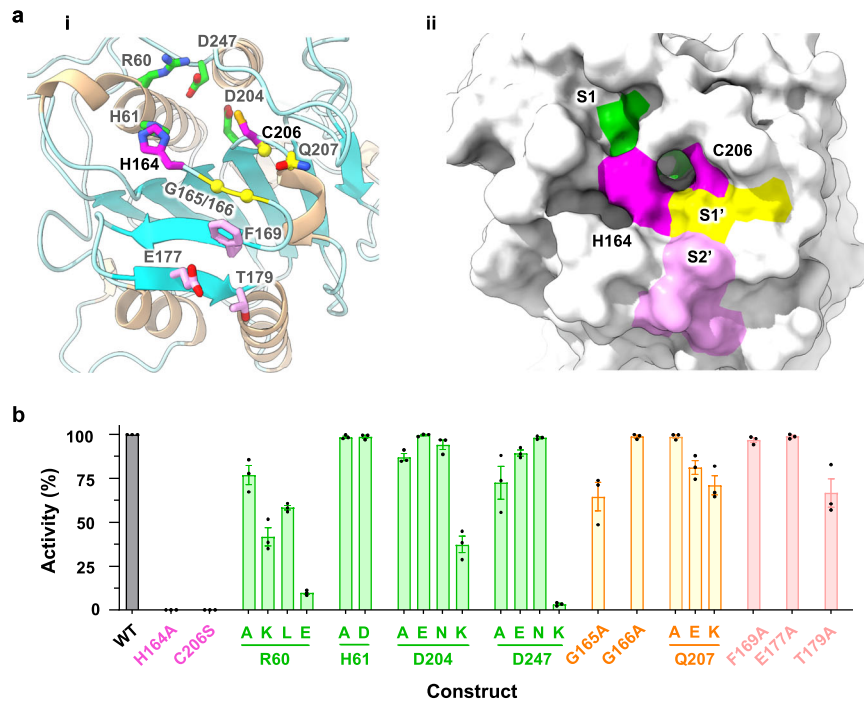 a
i
ii
D247
R60
D204
H61
C206
Q207
H164
G165/166
F169
E177
T179
S1
C206
S1'
H164
S2'
b
Activity (%)
100
75
50
25
0
WT
H164A
C206S
A K L E
R60
A D
H61
A E N K
D204
A E N K
D247
G165A
G166A
A E K
Q207
F169A
E177A
T179A
Construct